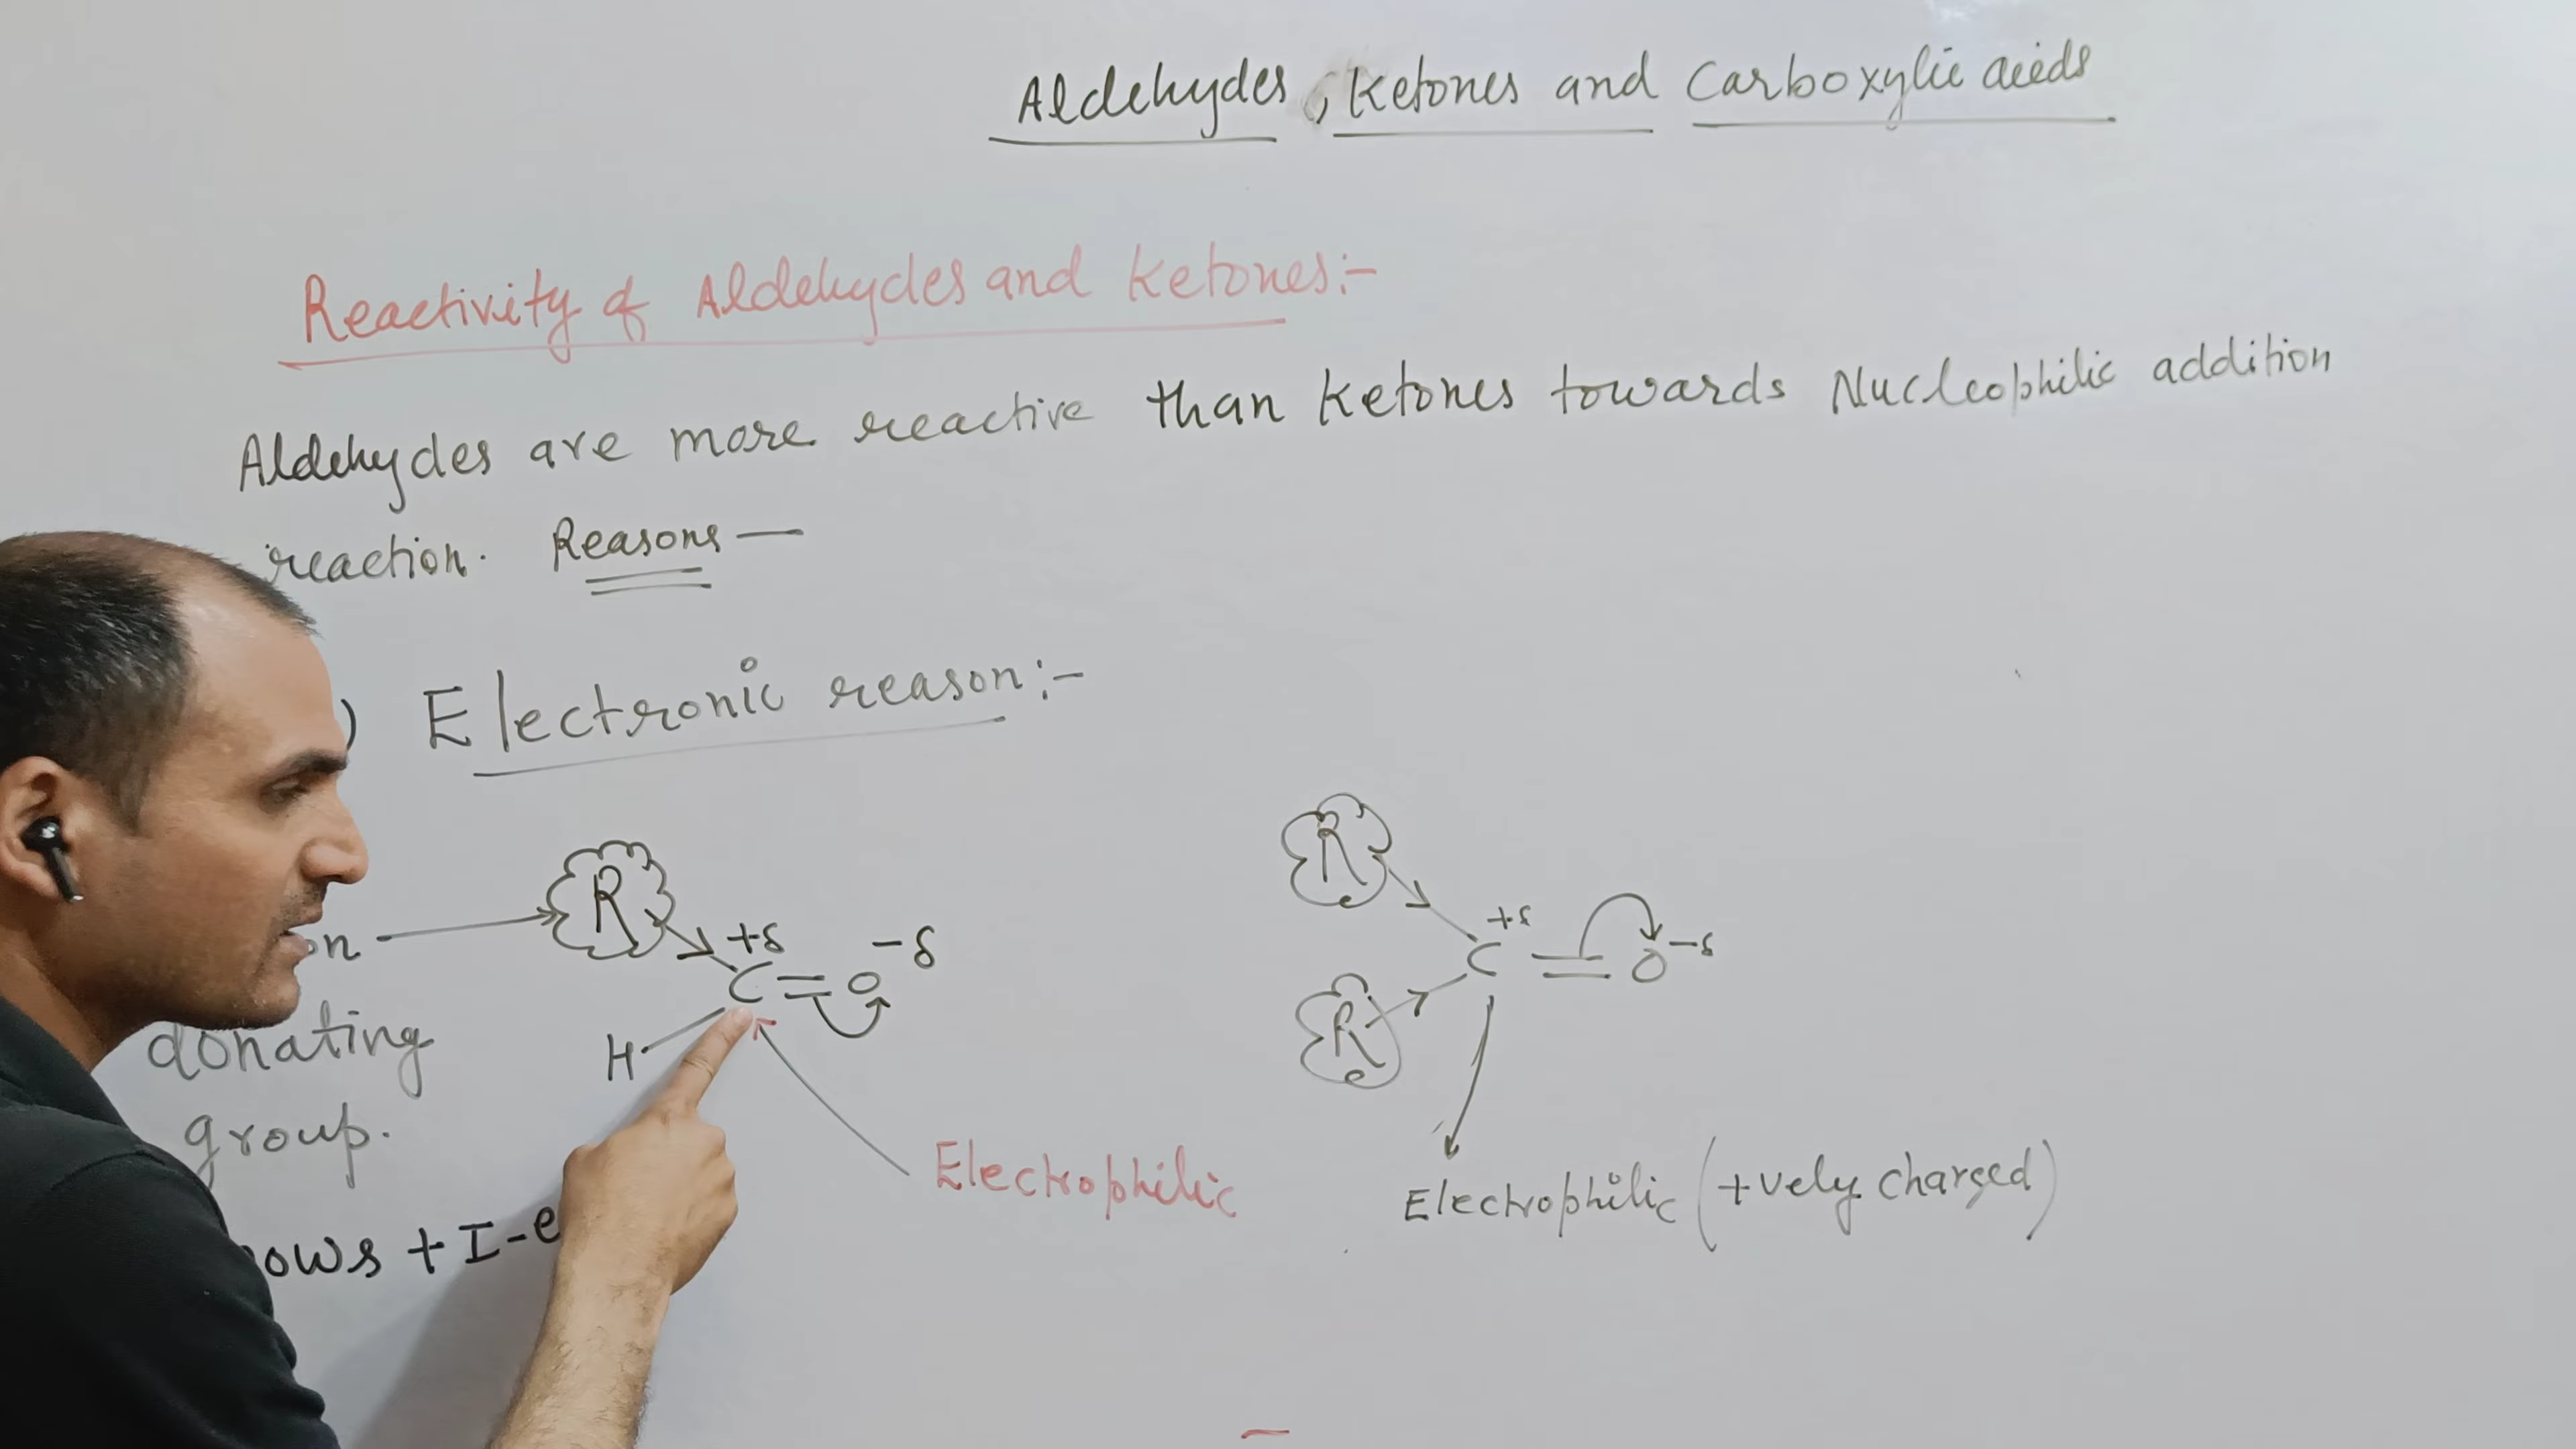 Aldehydes, Ketones and Carboxylic acids
Reactivity of Aldehydes and Ketones:-
Aldehydes are more reactive than Ketones towards Nucleophilic addition
reaction. Reasons —
) Electronic reason:-
R
R
+δ
-δ
+δ
-δ
C = O
C = O
H
R
donating
group.
Electrophilic
Electrophilic (+vely charged)
+I-e